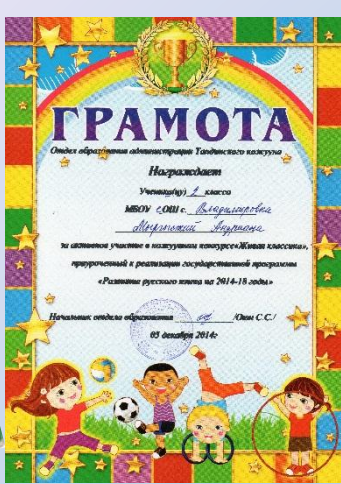 ГРАМОТА
Отдел образования администрации Тандинского кожууна
Награждает
Ученика(цу) 2 класса
МБОУ СОШ с. Владимировка
Андриана
за активное участие в кожуунном конкурсе «Живая классика»,
приуроченный к реализации государственной программы
«Развитие русского языка на 2014-18 годы»
Начальник отдела образования /Оюн С.С./
05 декабря 2014г